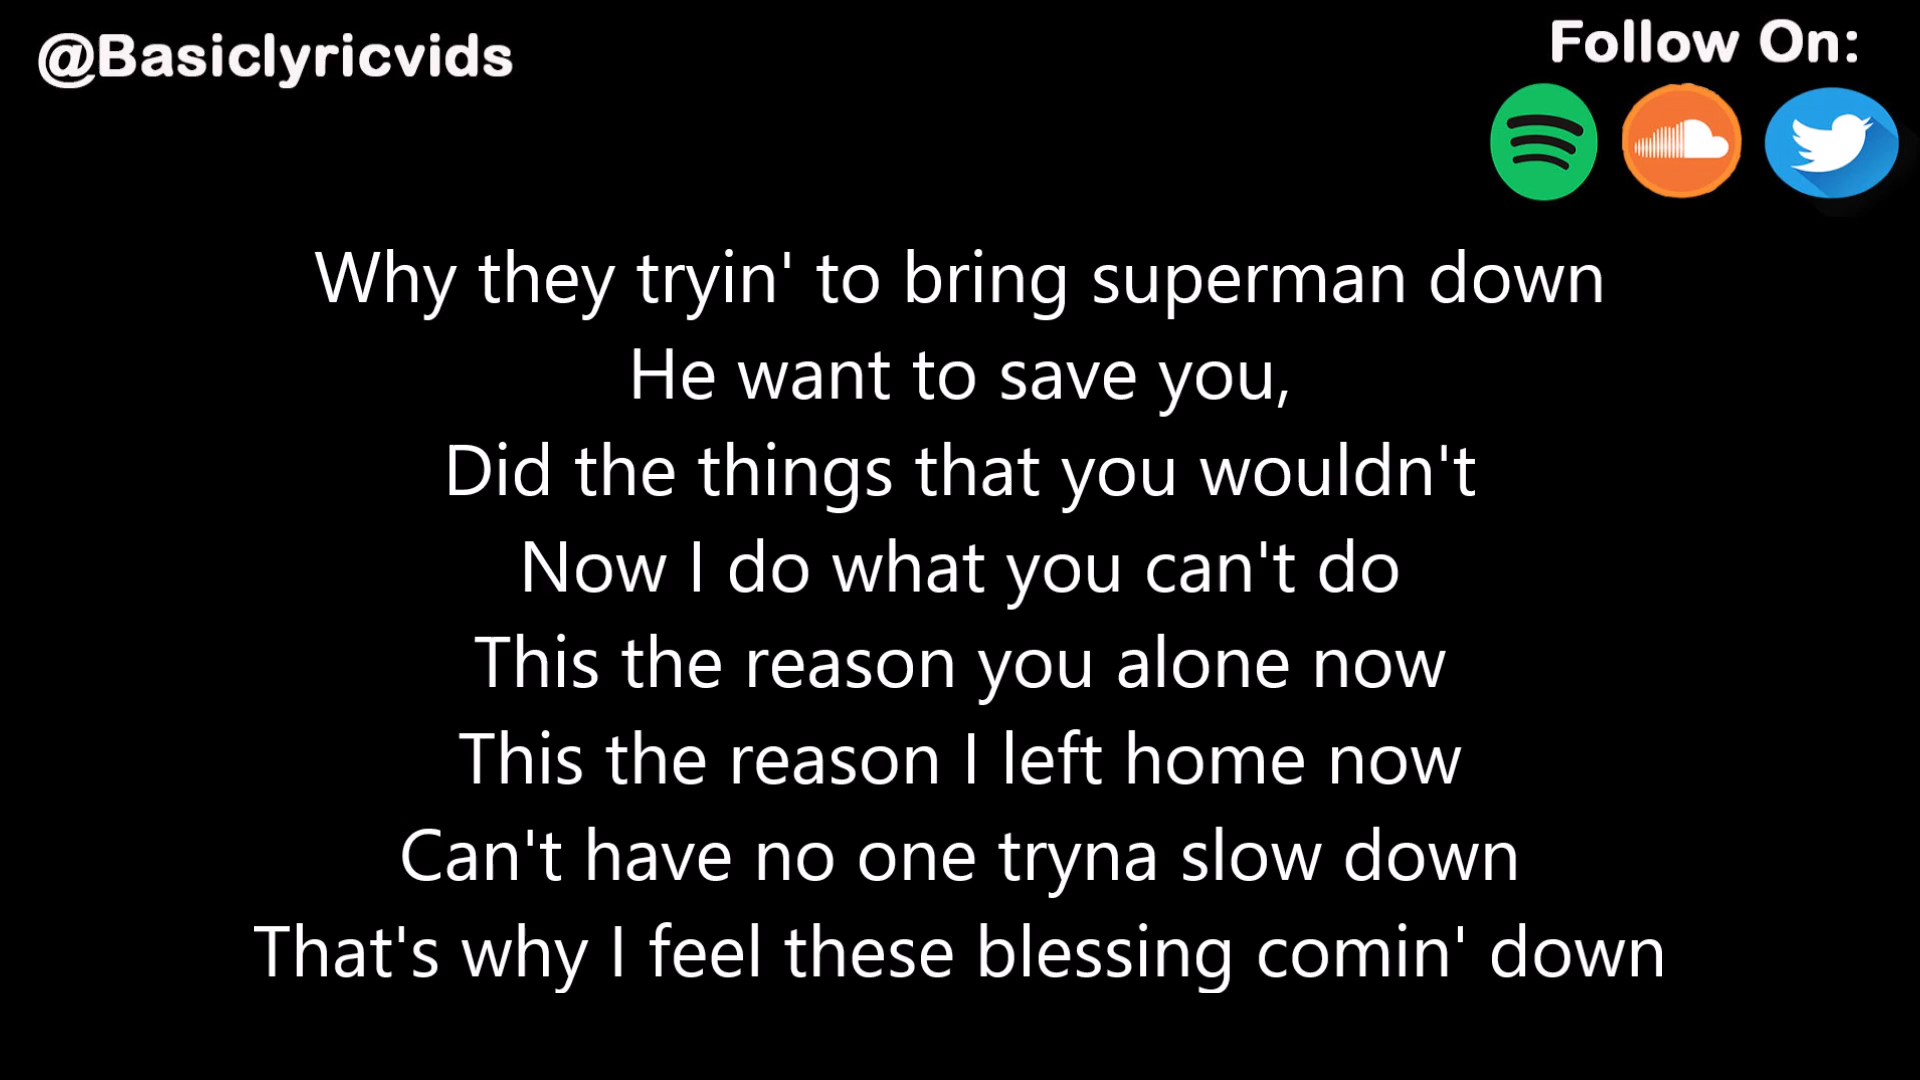 @Basiclyricvids
Follow On:
Why they tryin' to bring superman down
He want to save you,
Did the things that you wouldn't
Now I do what you can't do
This the reason you alone now
This the reason I left home now
Can't have no one tryna slow down
That's why I feel these blessing comin' down